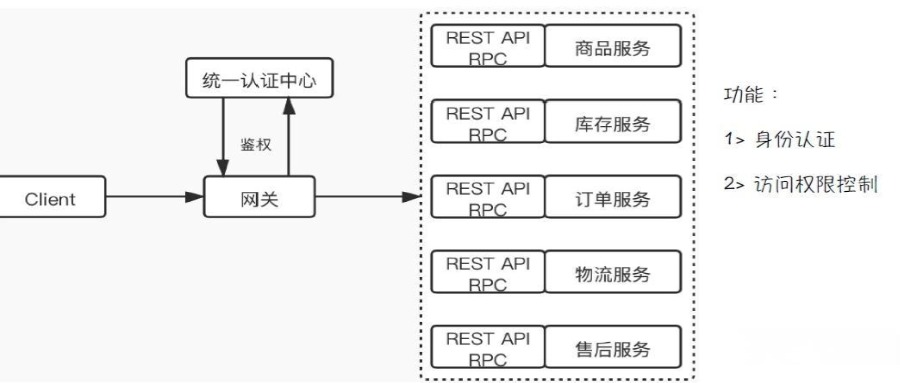 统一认证中心
鉴权
Client
网关
REST API
RPC
商品服务
REST API
RPC
库存服务
REST API
RPC
订单服务
REST API
RPC
物流服务
REST API
RPC
售后服务
功能：
1> 身份认证
2> 访问权限控制